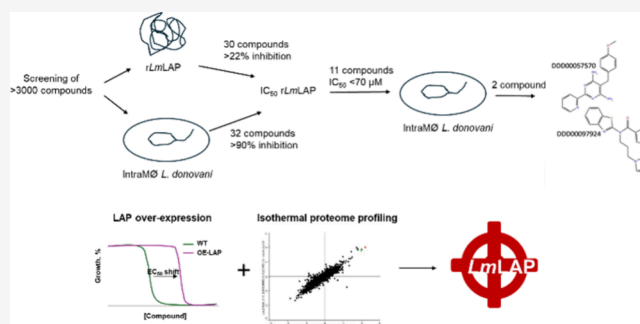 Screening of
>3000 compounds
rLmLAP
30 compounds
>22% inhibition
IntraMØ L. donovani
32 compounds
>90% inhibition
IC50 rLmLAP
11 compounds
IC50 <70 µM
IntraMØ L. donovani
2 compound
DDD00057570
DDD00097924
LAP over-expression
WT
OE-LAP
EC50 shift
Growth, %
[Compound]
+
Isothermal proteome profiling
LmLAP